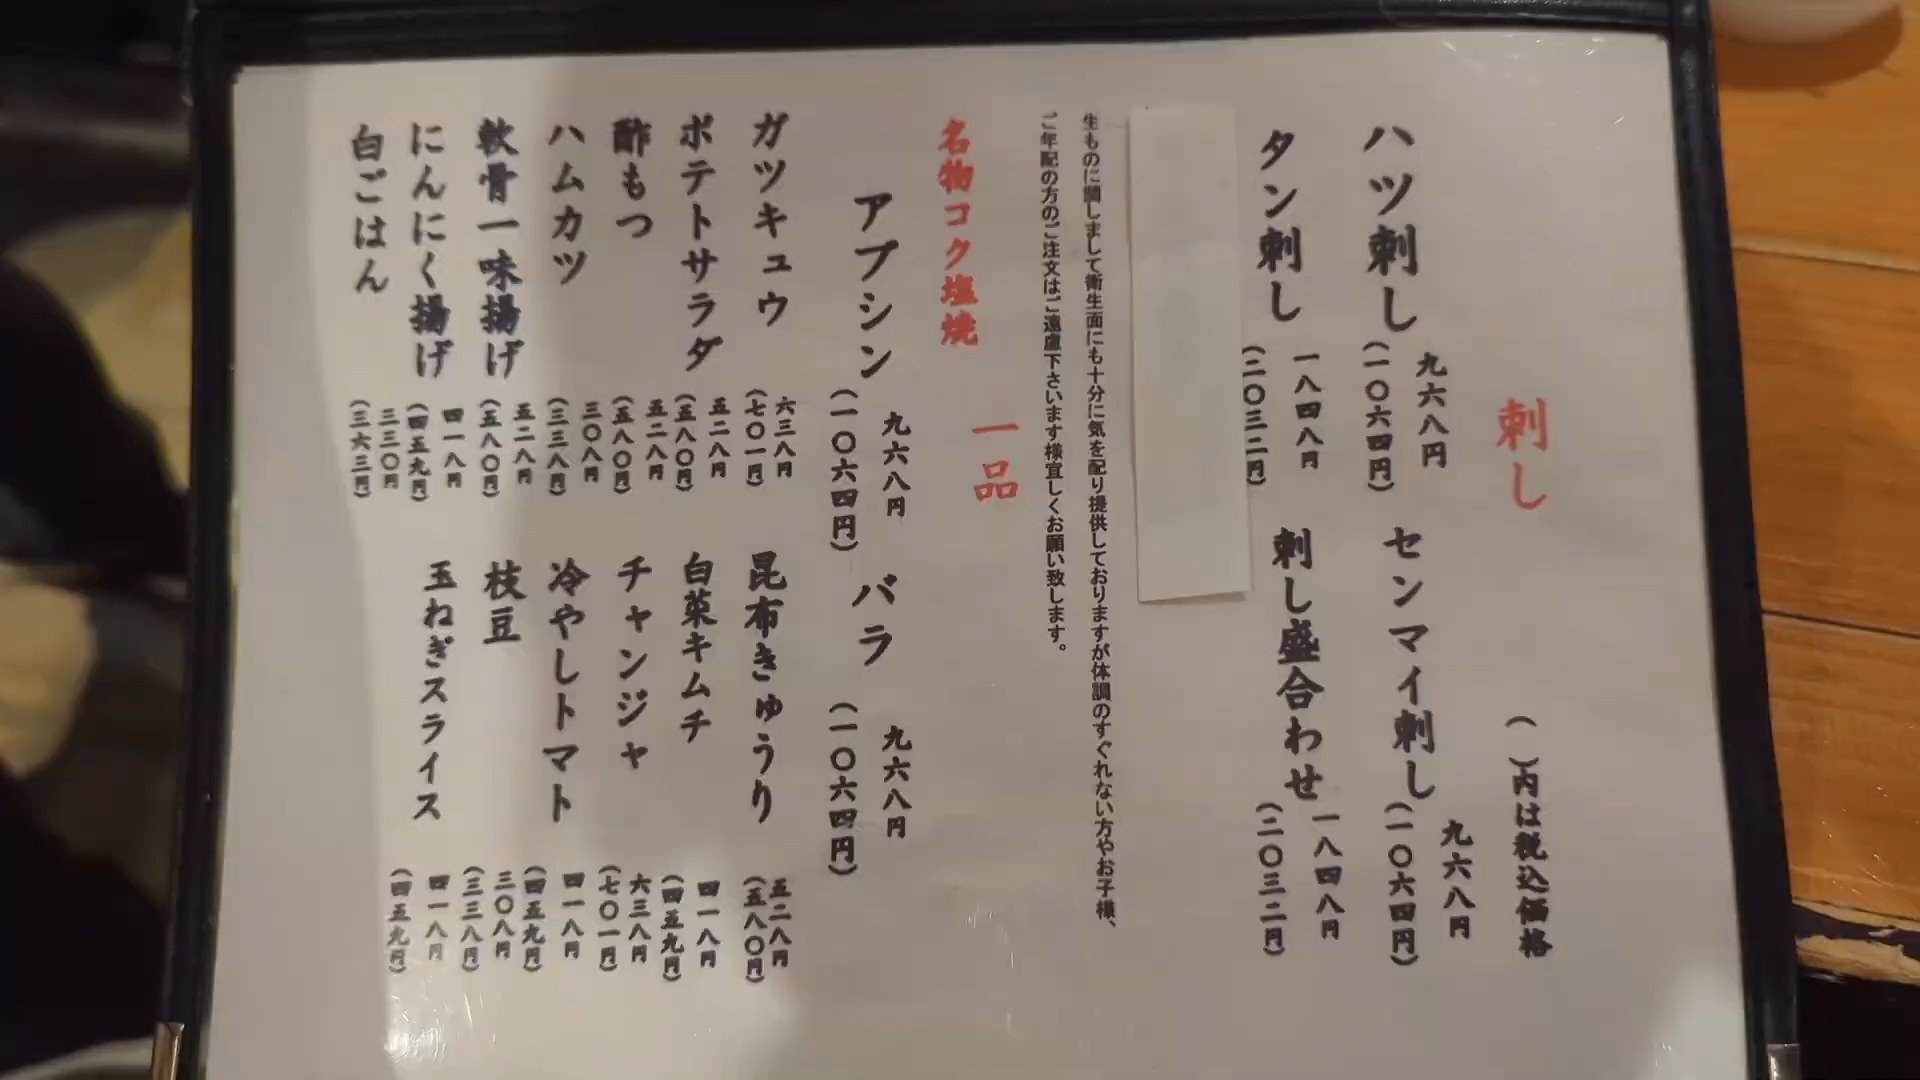 刺し
（　）内は税込価格
ハツ刺し
九六八円
（一〇六四円）
センマイ刺し
九六八円
（一〇六四円）
タン刺し
一八四八円
（二〇三二円）
刺し盛合わせ
一八四八円
（二〇三二円）
生ものに関しまして衛生面にも十分に気を配り提供しておりますが体調のすぐれない方やお子様、
ご年配の方のご注文はご遠慮下さいます様宜しくお願い致します。
一品
名物コク塩焼
アプシン
九六八円
（一〇六四円）
バラ
九六八円
（一〇六四円）
ガツキュウ
六三八円
（七〇一円）
昆布きゅうり
五二八円
（五八〇円）
ポテトサラダ
五二八円
（五八〇円）
白菜キムチ
四一八円
（四五九円）
酢もつ
五二八円
（五八〇円）
チャンジャ
六三八円
（七〇一円）
ハムカツ
三〇八円
（三三八円）
冷やしトマト
四一八円
（四五九円）
軟骨一味揚げ
五二八円
（五八〇円）
枝豆
三〇八円
（三三八円）
にんにく揚げ
四一八円
（四五九円）
玉ねぎスライス
四一八円
（四五九円）
白ごはん
三三〇円
（三六三円）